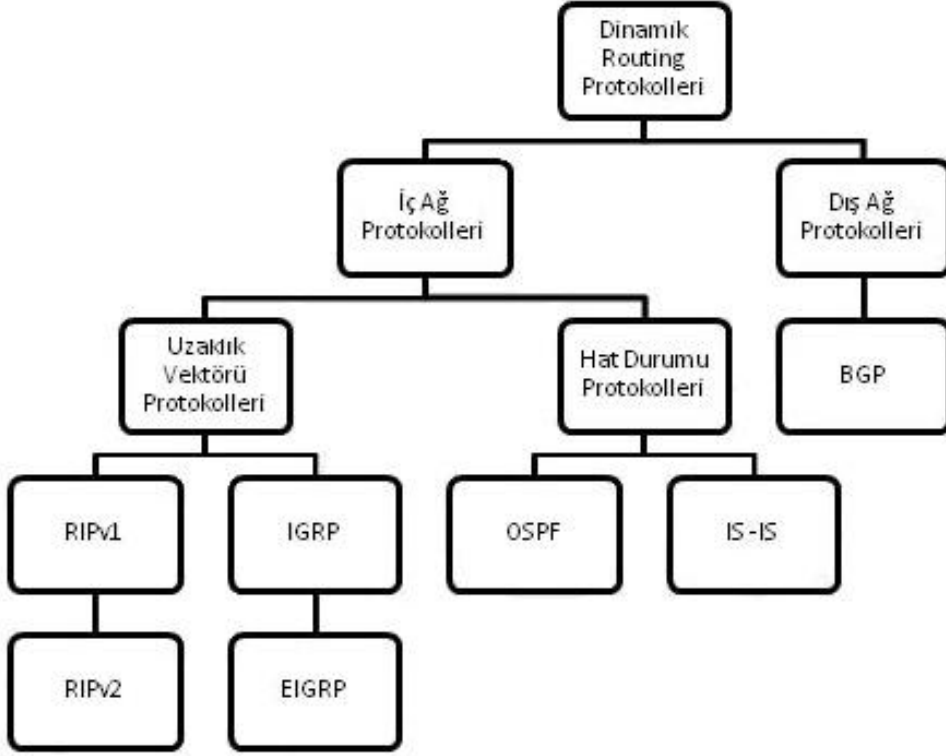 Dinamik
Routing
Protokolleri
İç Ağ
Protokolleri
Dış Ağ
Protokolleri
Uzaklık
Vektörü
Protokolleri
Hat Durumu
Protokolleri
BGP
RIPv1
IGRP
OSPF
IS -IS
RIPv2
EIGRP